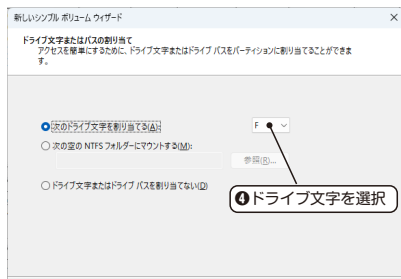 新しいシンプル ボリューム ウィザード
ドライブ文字またはパスの割り当て
アクセスを簡単にするために、ドライブ文字またはドライブ パスをパーティションに割り当てることができま
す。
次のドライブ文字を割り当てる(A):
F
次の空の NTFS フォルダーにマウントする(M):
参照(R)...
ドライブ文字またはドライブ パスを割り当てない(D)
❹ドライブ文字を選択